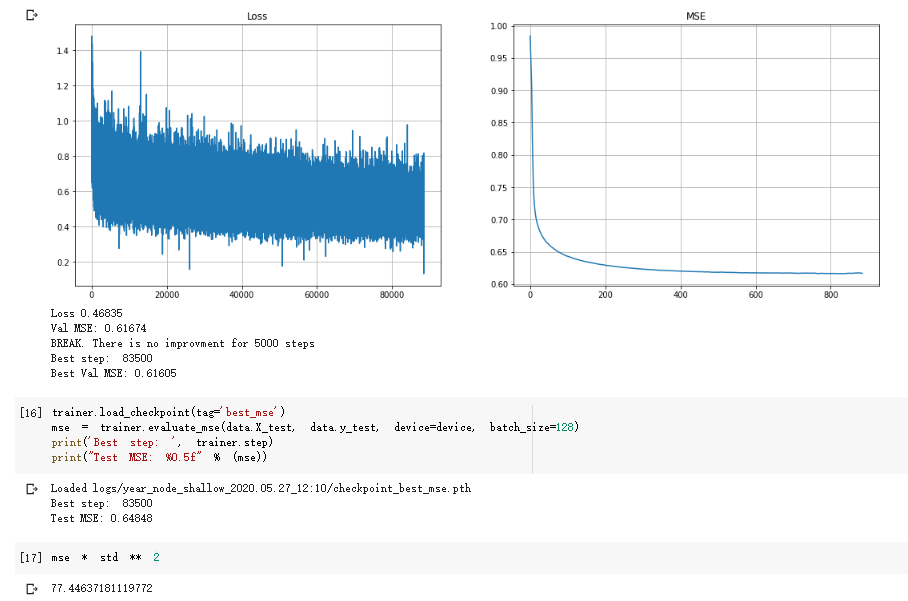 Loss
1.4
1.2
1.0
0.8
0.6
0.4
0.2
0 20000 40000 60000 80000
MSE
1.00
0.95
0.90
0.85
0.80
0.75
0.70
0.65
0.60
0 200 400 600 800
Loss 0.46835
Val MSE: 0.61674
BREAK. There is no improvment for 5000 steps
Best step: 83500
Best Val MSE: 0.61605
[16] trainer.load_checkpoint(tag='best_mse')
mse = trainer.evaluate_mse(data.X_test, data.y_test, device=device, batch_size=128)
print('Best step: ', trainer.step)
print("Test MSE: %0.5f" % (mse))
Loaded logs/year_node_shallow_2020.05.27_12:10/checkpoint_best_mse.pth
Best step: 83500
Test MSE: 0.64848
[17] mse * std ** 2
77.44637181119772